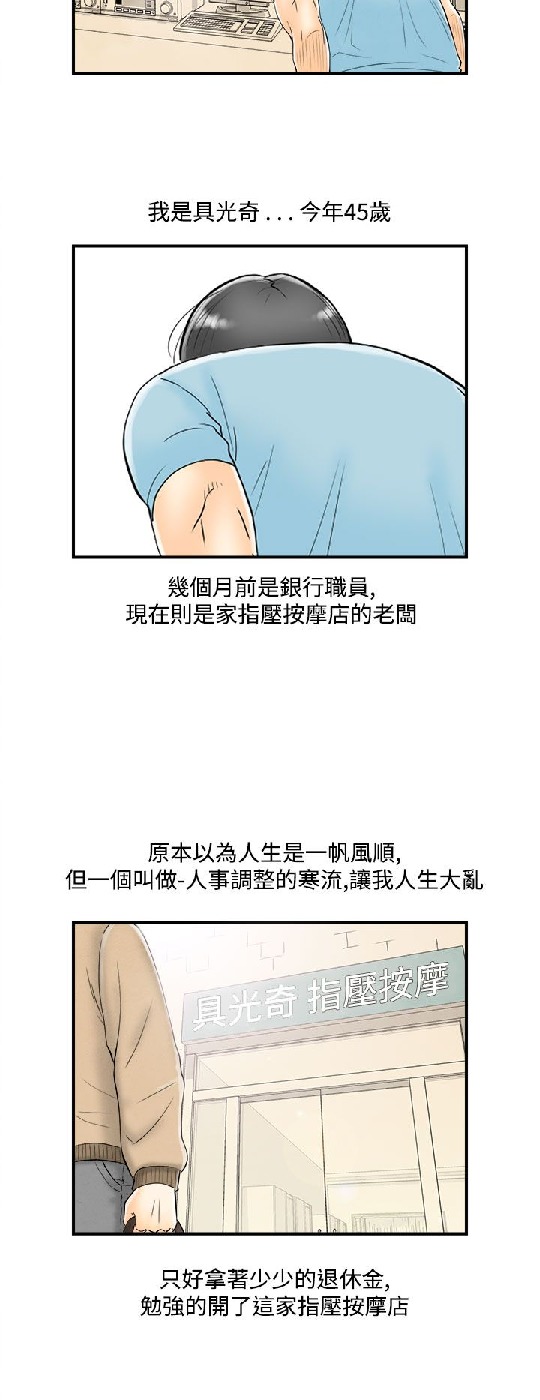 我是具光奇 . . . 今年45歲
幾個月前是銀行職員,
現在則是家指壓按摩店的老闆
原本以為人生是一帆風順,
但一個叫做-人事調整的寒流,讓我人生大亂
具光奇 指壓按摩
只好拿著少少的退休金,
勉強的開了這家指壓按摩店